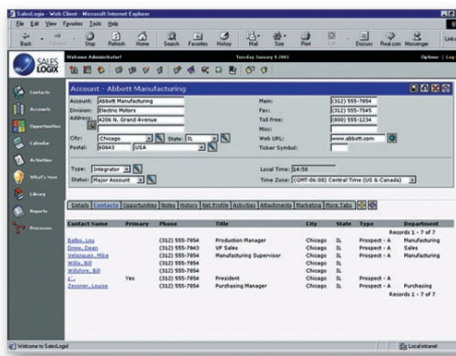 SalesLogix - Web Client - Microsoft Internet Explorer
File Edit View Favorites Tools Help
Back Stop Refresh Home Search Favorites History Mail Size Print Edit Discuss Real.com Messenger
SALES LOGIX
Welcome Administrator!
Tuesday January 9 2001
Options | Log
Contacts
Accounts
Opportunities
Calendar
Activities
What's New
Library
Reports
Processes
Account - Abbott Manufacturing
Account: Abbott Manufacturing Main: (312) 555-7854
Division: Electric Motors Fax: (312) 555-7545
Address: 4206 N. Grand Avenue Toll Free: (800) 555-1234
Misc:
City: Chicago State: IL Web URL: www.abbott.com
Postal: 60643 USA Ticker Symbol:
Type: Integrator Local Time: 14:58
Status: Major Account Time Zone: (GMT-06:00) Central Time (US & Canada)
Details Contacts Opportunities Notes History Net Profile Activities Attachments Marketing More Tabs
Contact Name Primary Phone Title City State Type Department
Records 1 - 7 of 7
Balbo, Lou (312) 555-7854 Production Manager Chicago IL Prospect - A Manufacturing
Drew, Dean (312) 555-7843 VP Sales Chicago IL Prospect - A Sales
Velazquez, Mike (312) 555-7854 Manufacturing Supervisor Chicago IL Prospect - A Manufacturing
Wills, Bill (312) 555-7854 Chicago IL
Wilshire, Bill (312) 555-7854 Chicago IL
Yes (312) 555-7854 President Chicago IL Prospect - A
Zessner, Louise (312) 555-7854 Purchasing Manager Chicago IL Prospect - A Purchasing
Records 1 - 7 of 7
Welcome to SalesLogix!
Local intranet